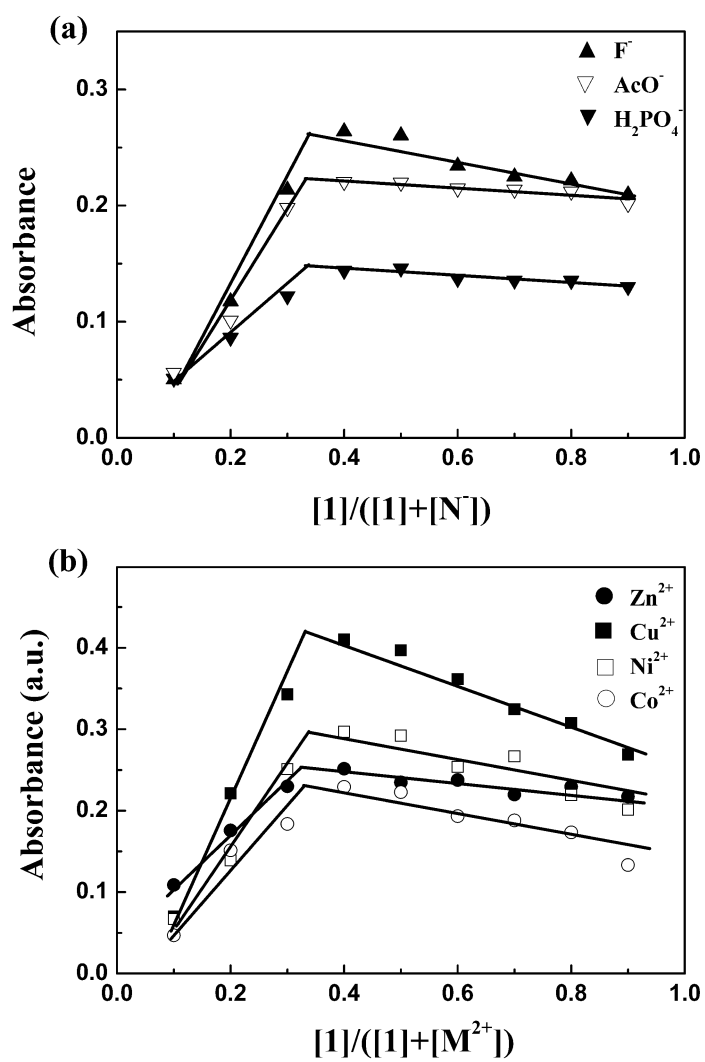 (a)
F⁻
AcO⁻
H₂PO₄⁻
0.3
0.2
0.1
0.0
Absorbance
0.0 0.2 0.4 0.6 0.8 1.0
[1]/([1]+[N⁻])
(b)
Zn²⁺
Cu²⁺
Ni²⁺
Co²⁺
0.5
0.4
0.3
0.2
0.1
0.0
Absorbance (a.u.)
0.0 0.2 0.4 0.6 0.8 1.0
[1]/([1]+[M²⁺])